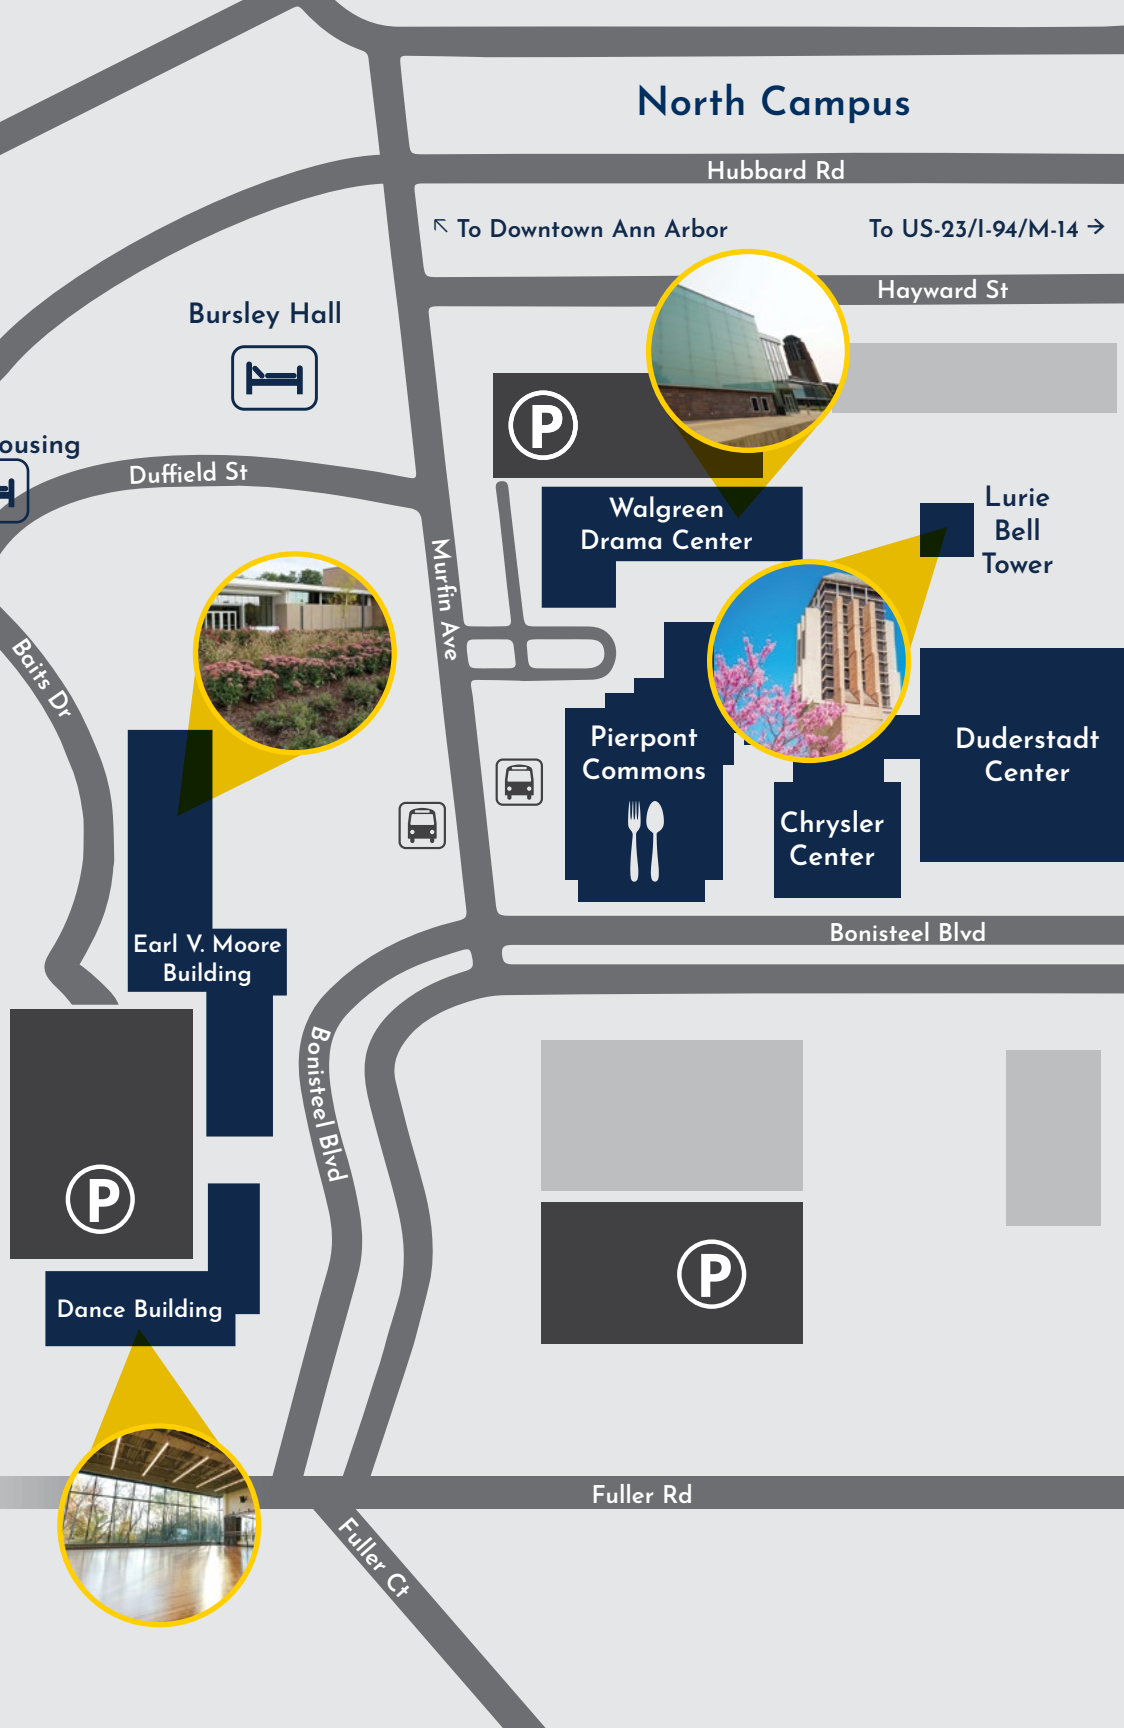 North Campus
Hubbard Rd
↖ To Downtown Ann Arbor
To US-23/I-94/M-14 →
Hayward St
Bursley Hall
P
ousing
Duffield St
Walgreen
Drama Center
Lurie
Bell
Tower
Murfin Ave
Baits Dr
Pierpont
Commons
Duderstadt
Center
Chrysler
Center
Bonisteel Blvd
Earl V. Moore
Building
Bonisteel Blvd
P
P
Dance Building
Fuller Rd
Fuller Ct